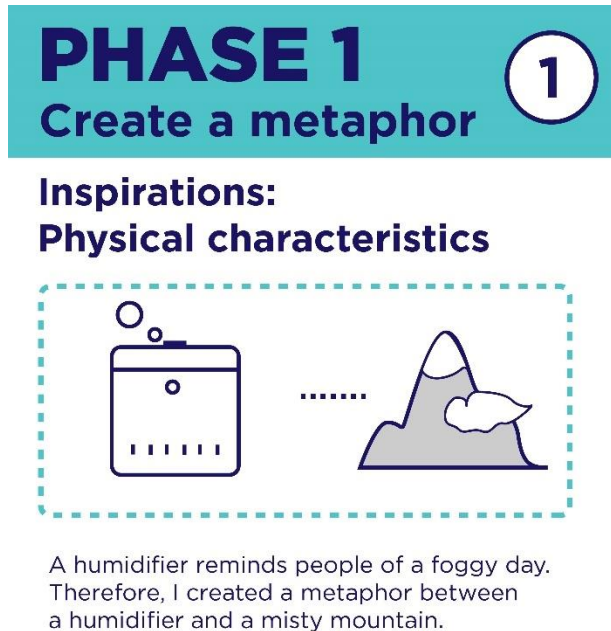 PHASE 1
1
Create a metaphor
Inspirations:
Physical characteristics
A humidifier reminds people of a foggy day.
Therefore, I created a metaphor between
a humidifier and a misty mountain.